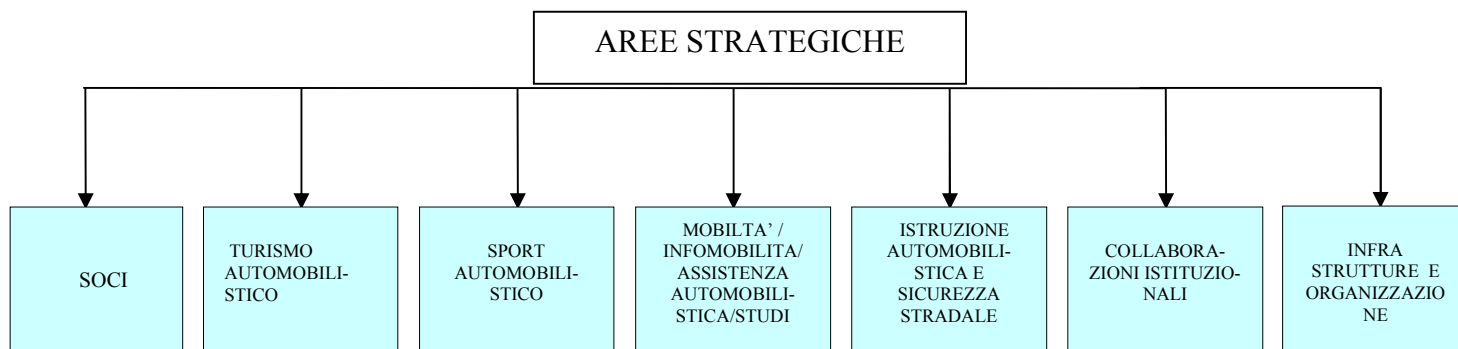 AREE STRATEGICHE
SOCI
TURISMO
AUTOMOBILI-
STICO
SPORT
AUTOMOBILI-
STICO
MOBILTA’ /
INFOMOBILITA/
ASSISTENZA
AUTOMOBILI-
STICA/STUDI
ISTRUZIONE
AUTOMOBILI-
STICA E
SICUREZZA
STRADALE
COLLABORA-
ZIONI ISTITUZIO-
NALI
INFRA
STRUTTURE E
ORGANIZZAZIO
NE